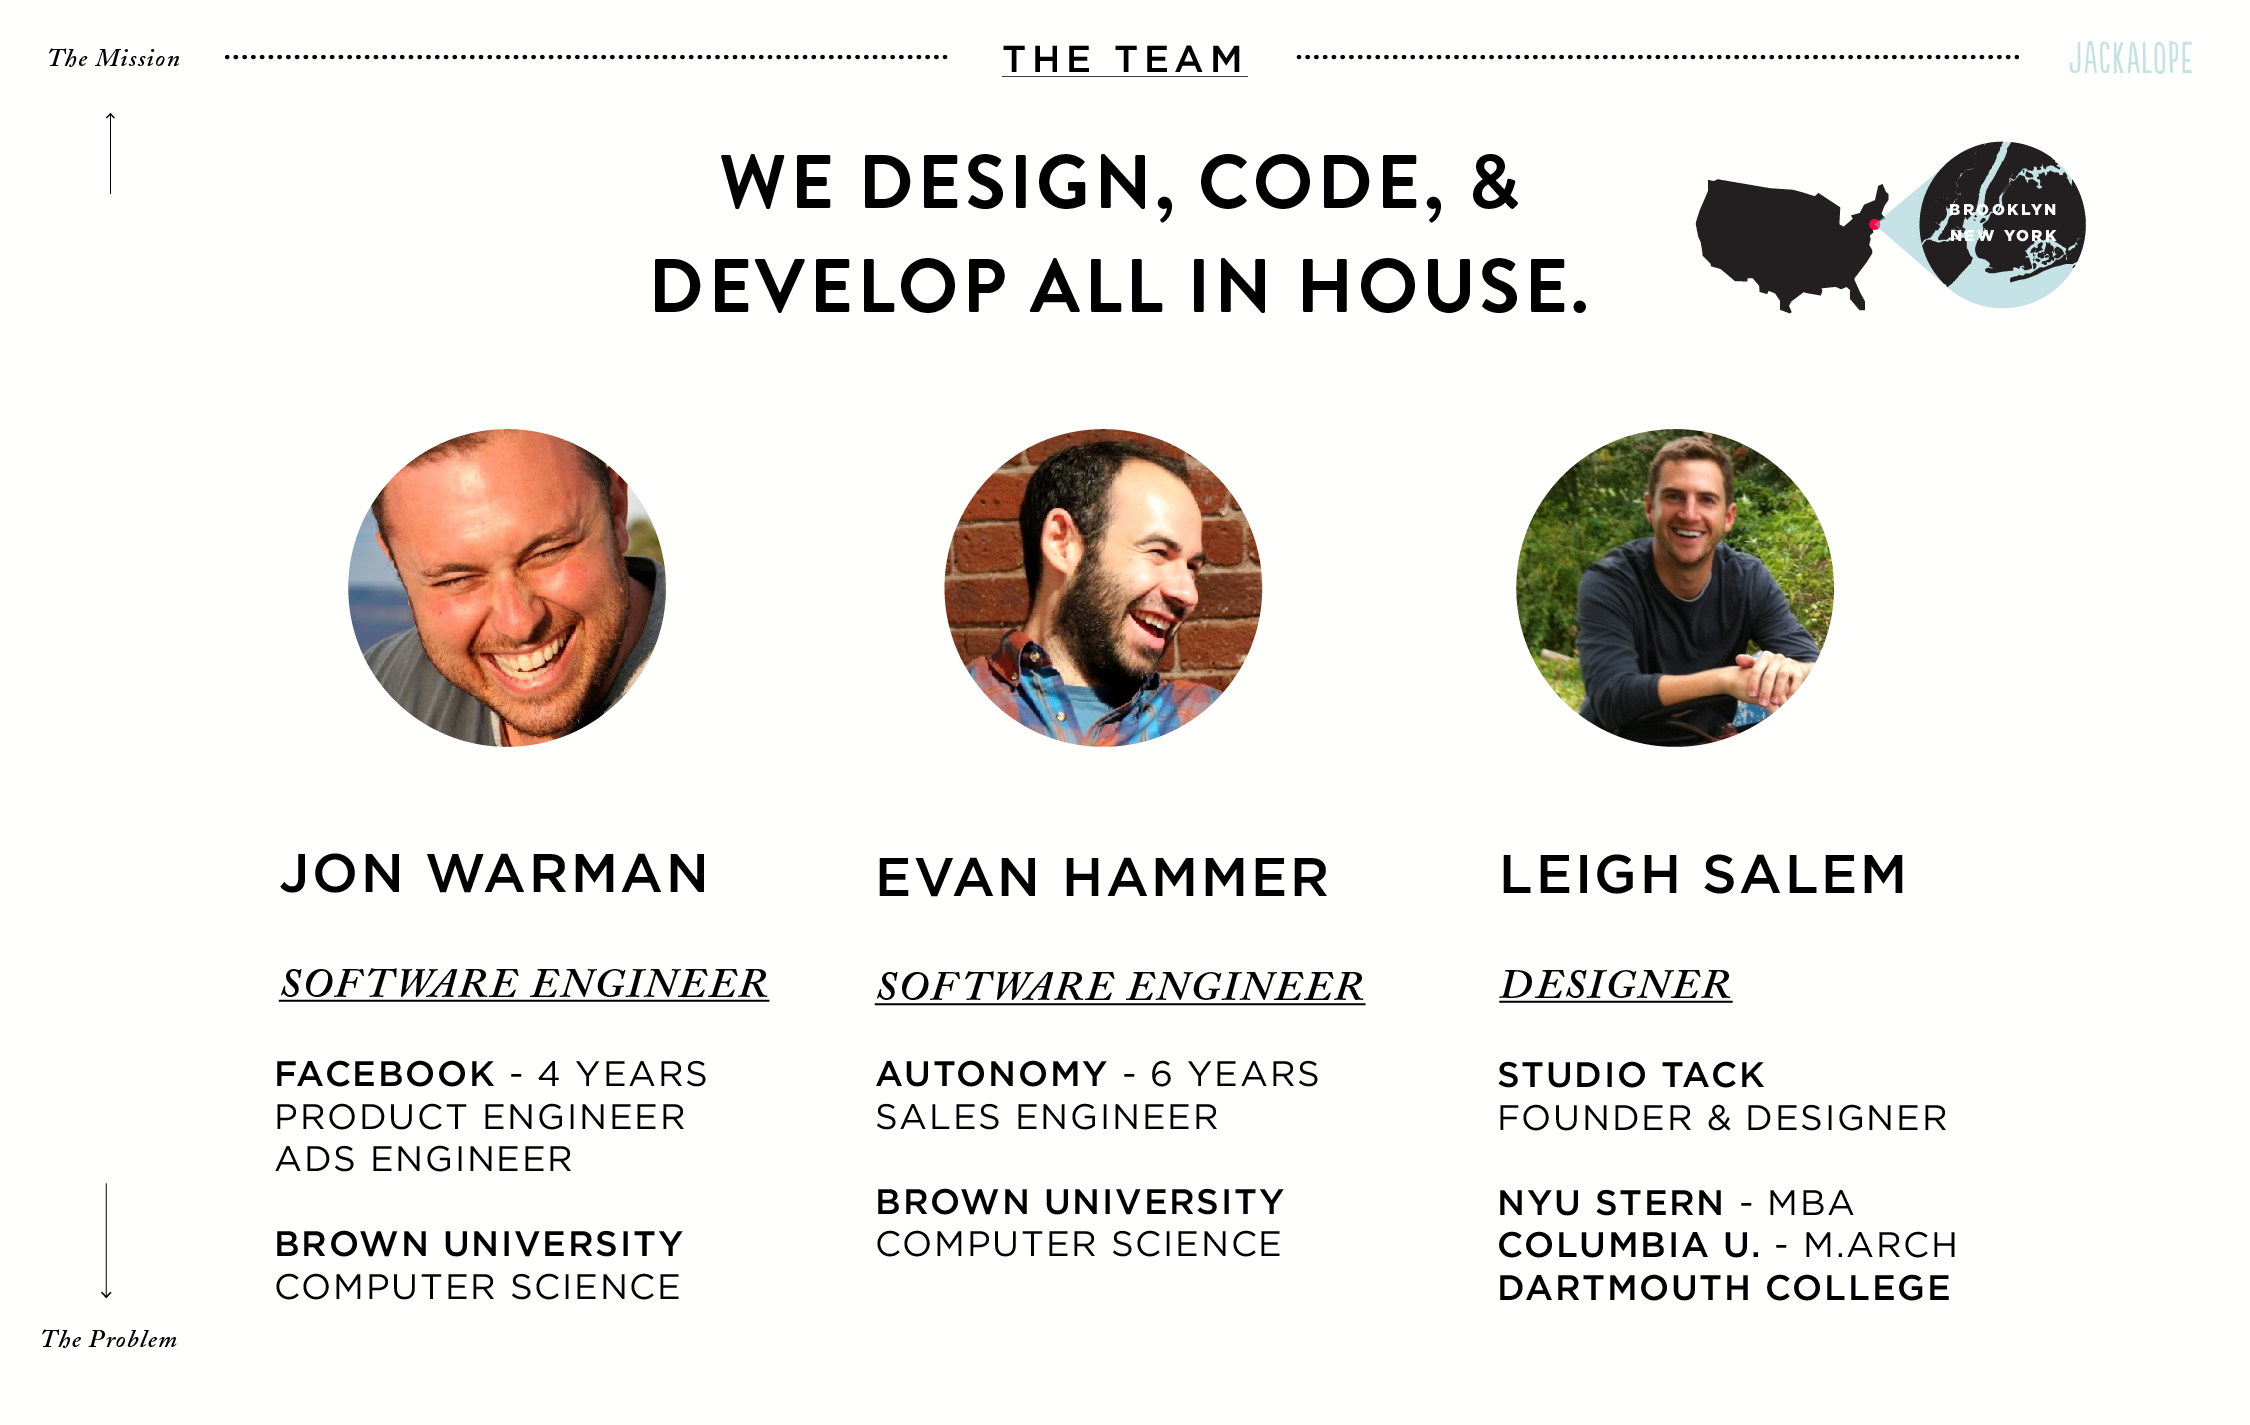 The Mission
THE TEAM
JACKALOPE
WE DESIGN, CODE, &
DEVELOP ALL IN HOUSE.
BROOKLYN
NEW YORK
JON WARMAN
SOFTWARE ENGINEER
FACEBOOK - 4 YEARS
PRODUCT ENGINEER
ADS ENGINEER
BROWN UNIVERSITY
COMPUTER SCIENCE
EVAN HAMMER
SOFTWARE ENGINEER
AUTONOMY - 6 YEARS
SALES ENGINEER
BROWN UNIVERSITY
COMPUTER SCIENCE
LEIGH SALEM
DESIGNER
STUDIO TACK
FOUNDER & DESIGNER
NYU STERN - MBA
COLUMBIA U. - M.ARCH
DARTMOUTH COLLEGE
The Problem